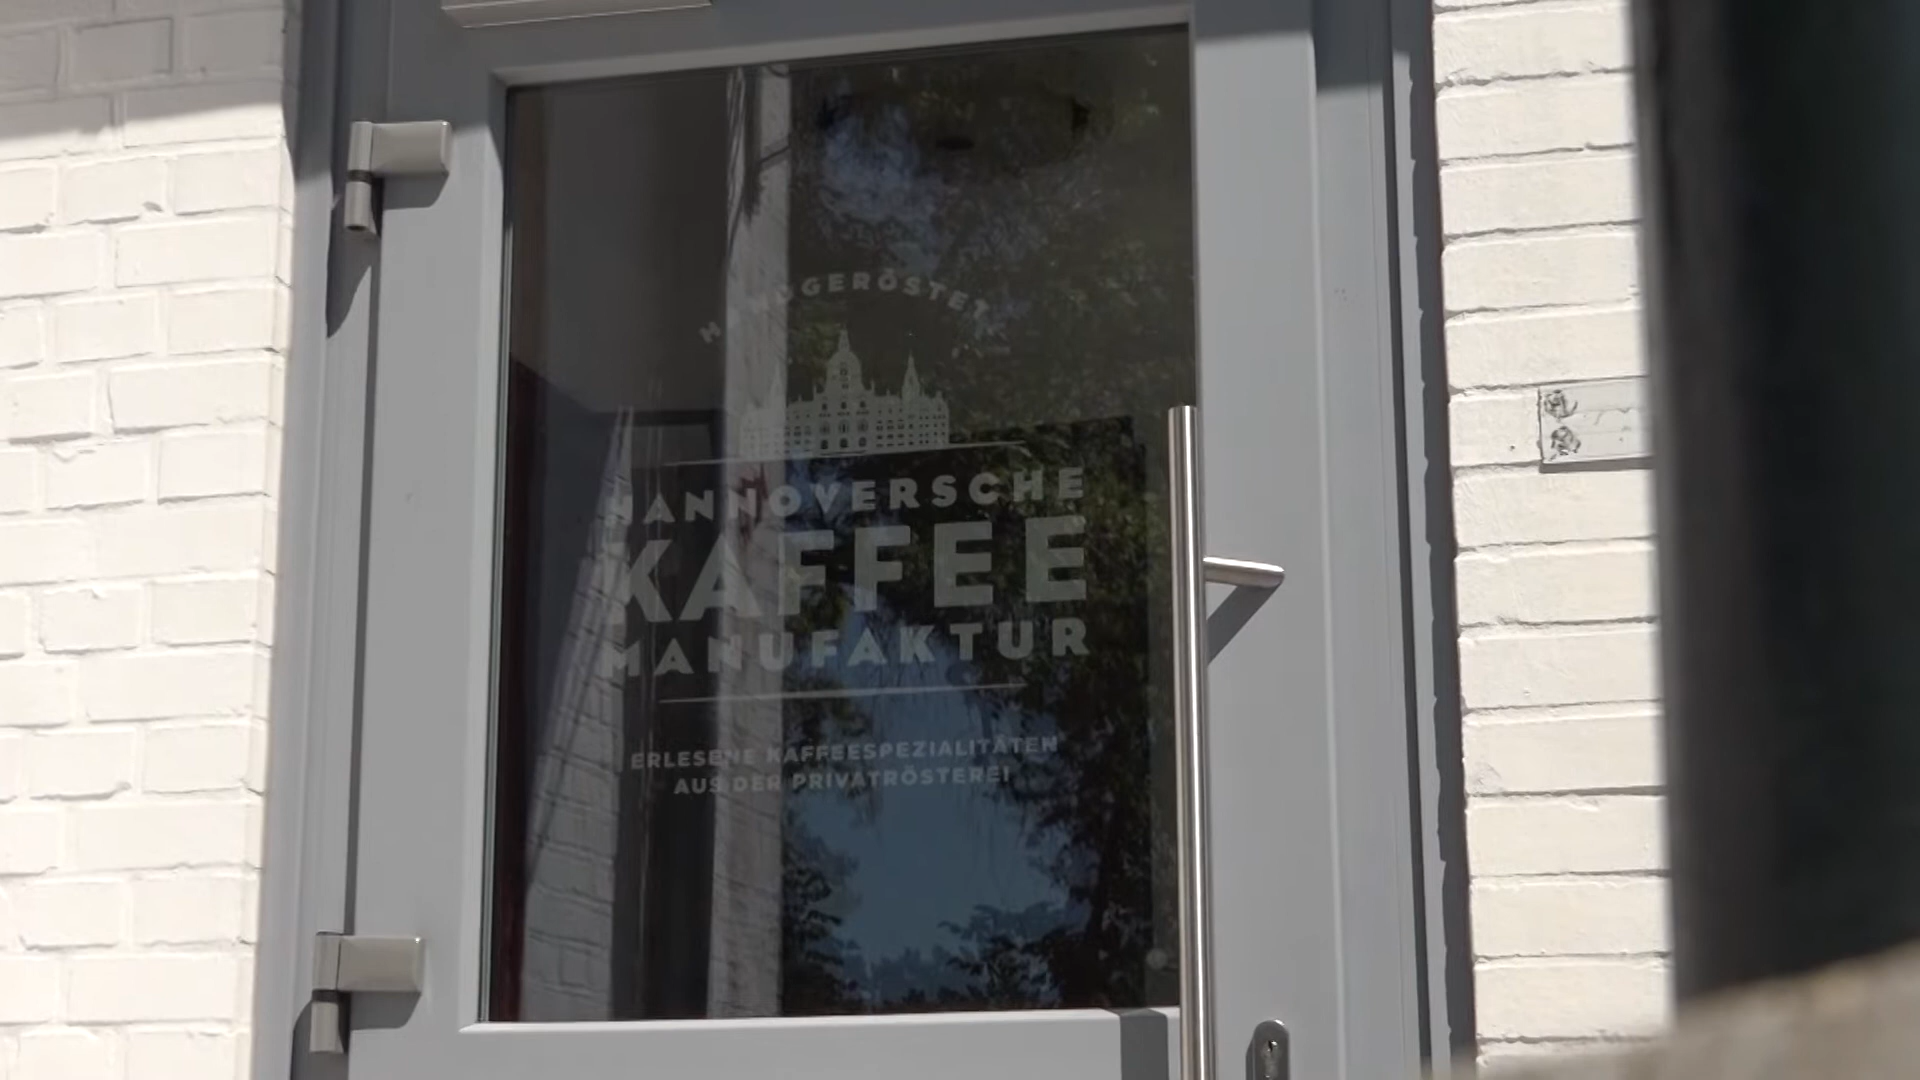 HANDGERÖSTET
HANNOVERSCHE
KAFFEE
MANUFAKTUR
ERLESENE KAFFEESPEZIALITÄTEN
AUS DER PRIVATRÖSTEREI